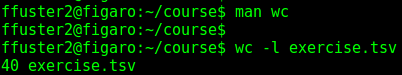 ffuster2@figaro:~/course$ man wc
ffuster2@figaro:~/course$
ffuster2@figaro:~/course$ wc -l exercise.tsv
40 exercise.tsv